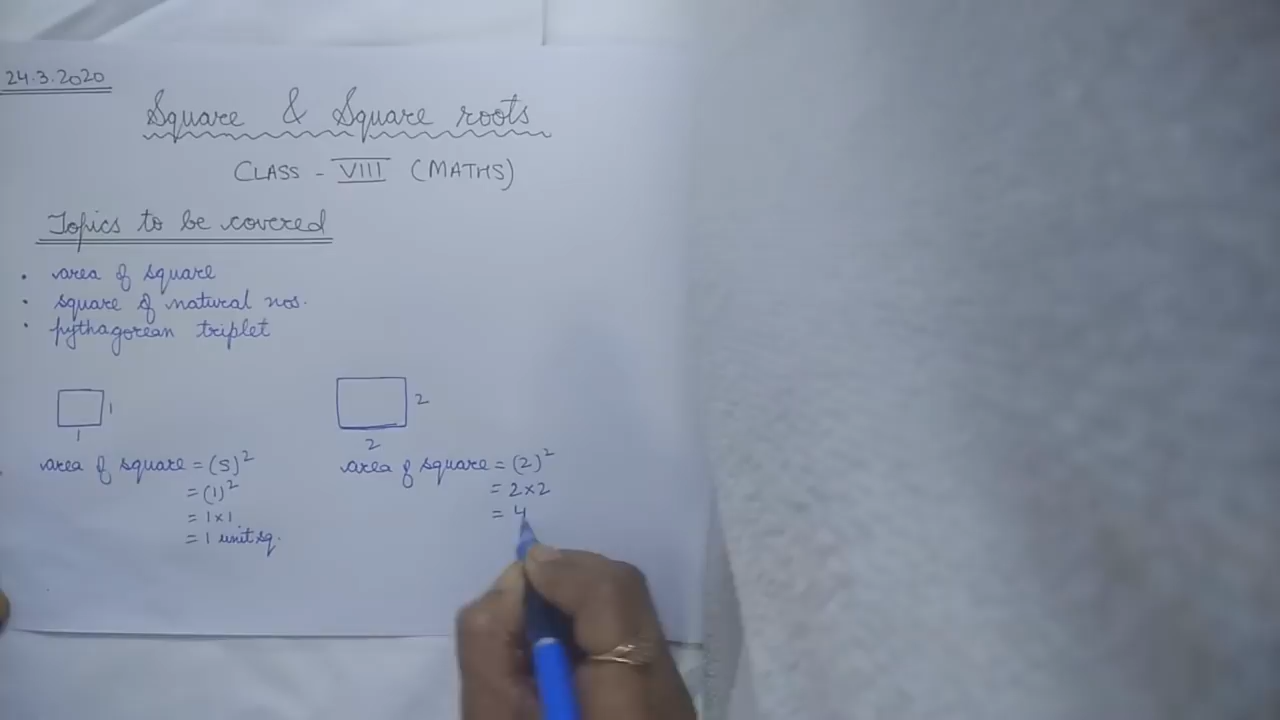 24.3.2020
Square & Square roots
CLASS - VIII (MATHS)
Topics to be covered
• area of square
• square of natural nos.
• pythagorean triplet
1
1
area of square = (S)²
= (1)²
= 1×1
= 1 unit sq.
2
2
area of square = (2)²
= 2×2
= 4